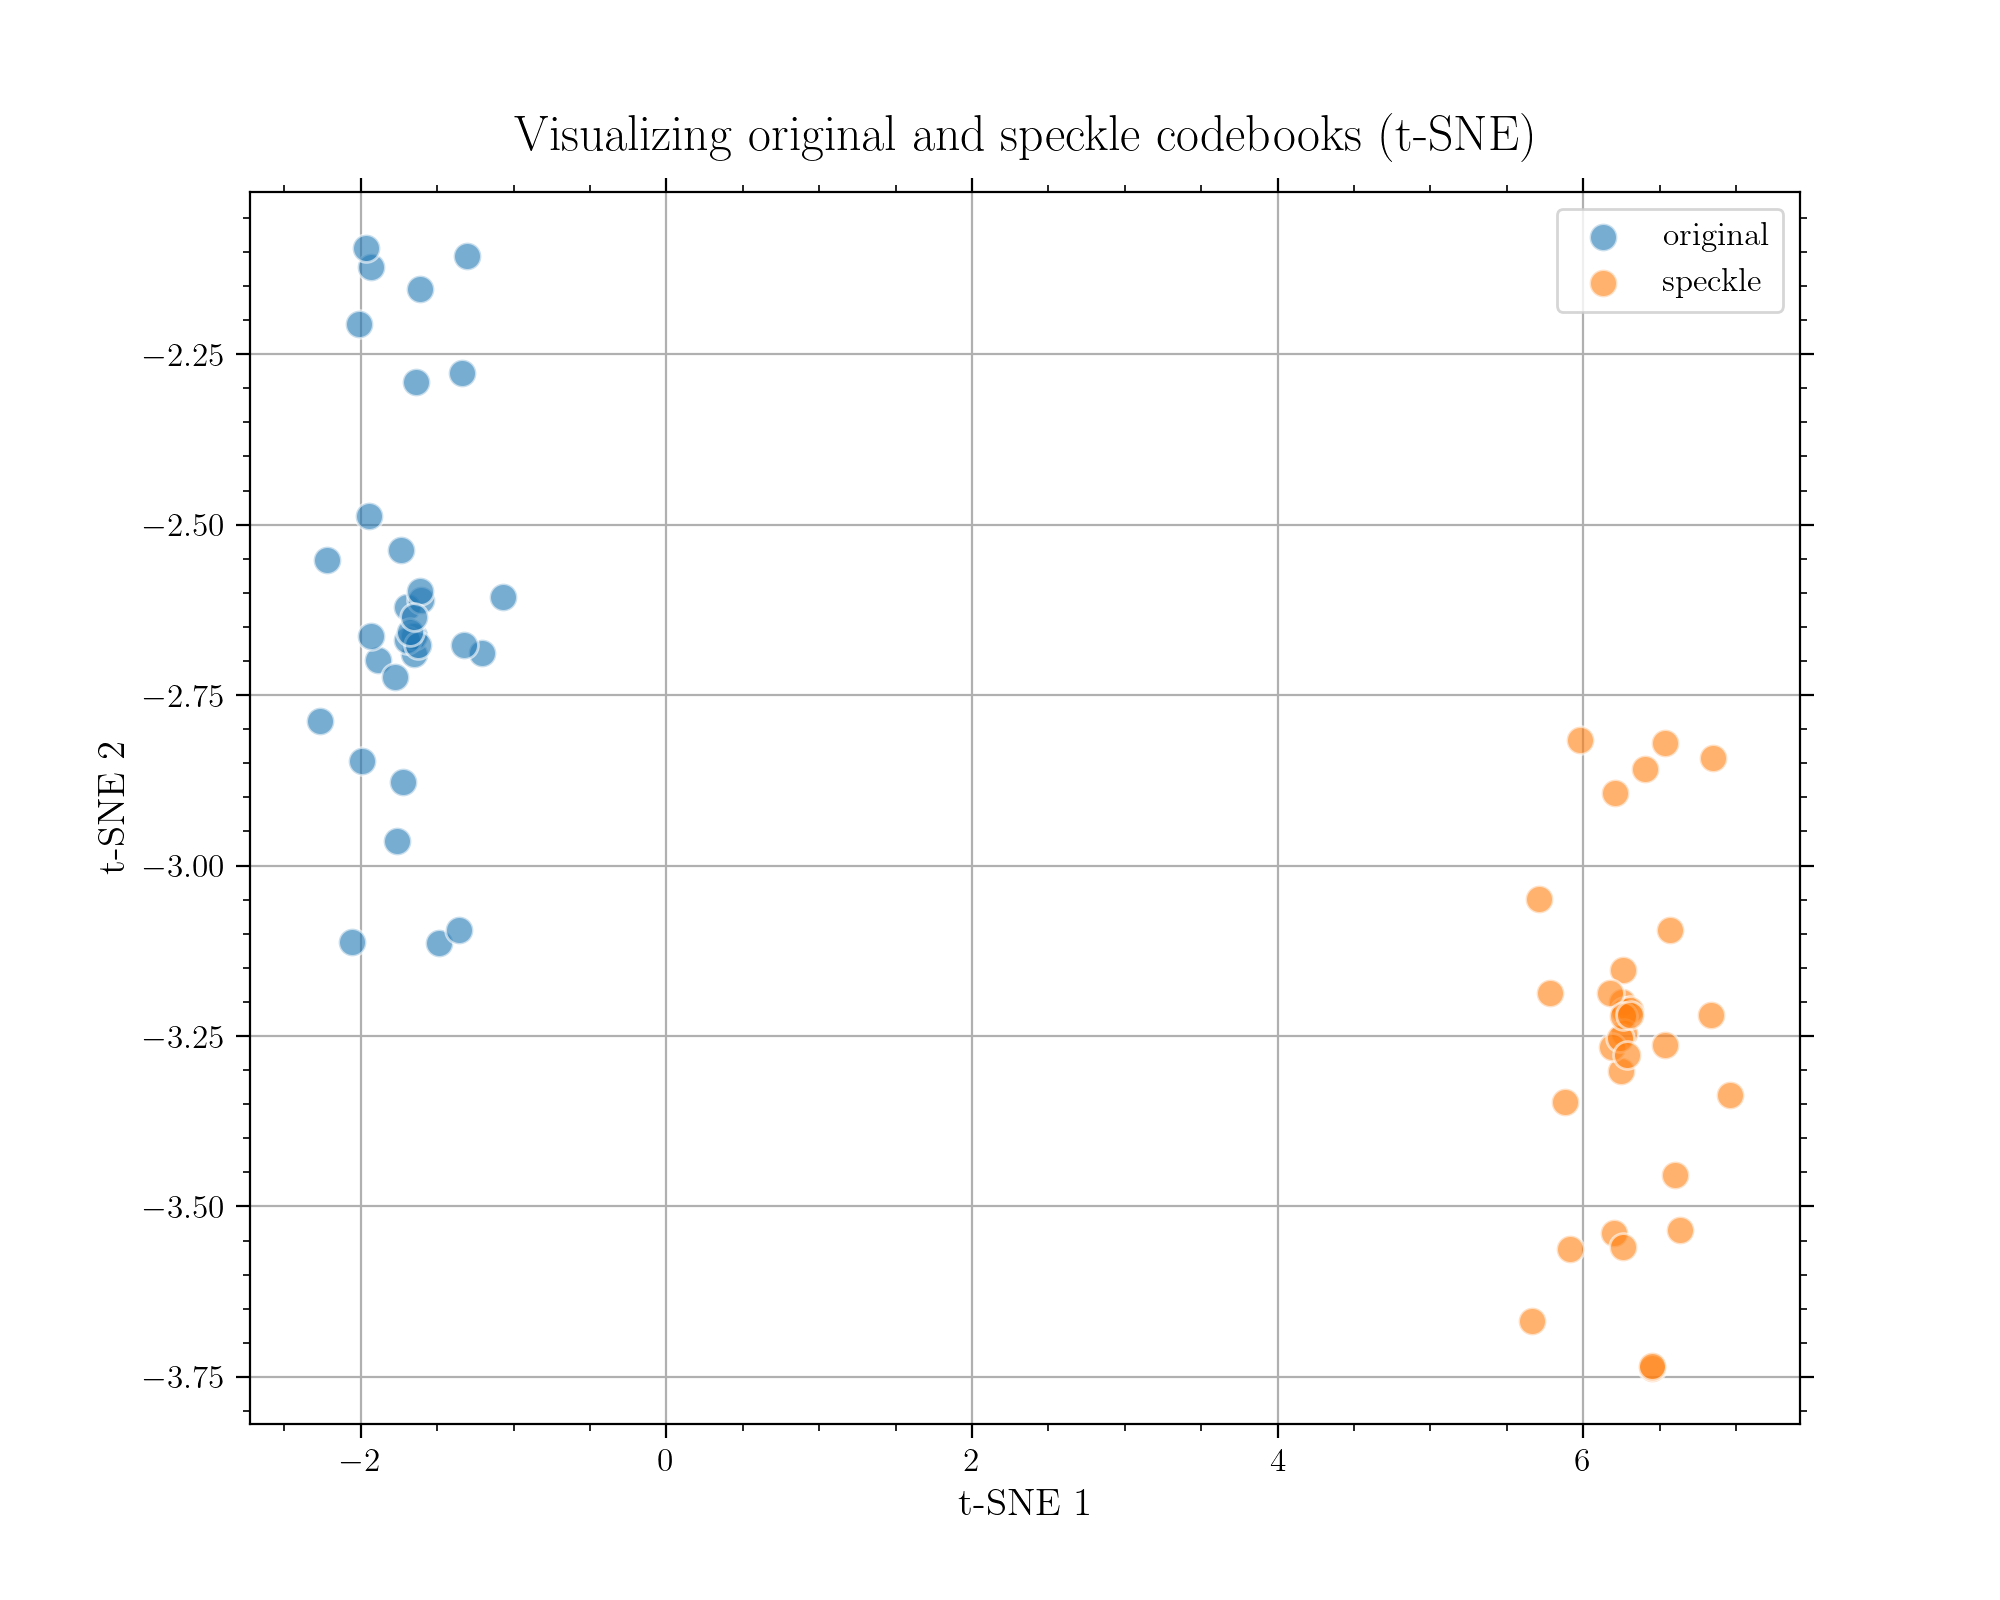 Visualizing original and speckle codebooks (t-SNE)
original
speckle
−2.25
−2.50
−2.75
−3.00
−3.25
−3.50
−3.75
t-SNE 2
−2 0 2 4 6
t-SNE 1